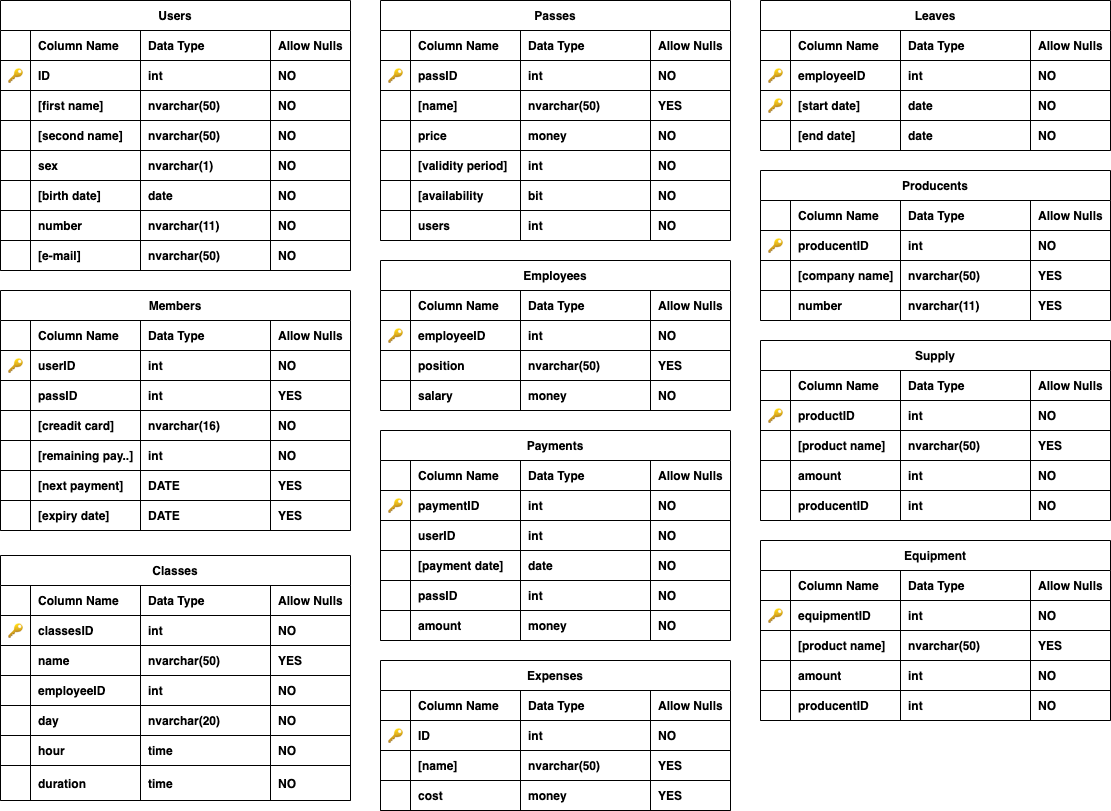 Users
Column Name Data Type Allow Nulls
ID int NO
[first name] nvarchar(50) NO
[second name] nvarchar(50) NO
sex nvarchar(1) NO
[birth date] date NO
number nvarchar(11) NO
[e-mail] nvarchar(50) NO
Members
Column Name Data Type Allow Nulls
userID int NO
passID int YES
[creadit card] nvarchar(16) NO
[remaining pay..] int NO
[next payment] DATE YES
[expiry date] DATE YES
Classes
Column Name Data Type Allow Nulls
classesID int NO
name nvarchar(50) YES
employeeID int NO
day nvarchar(20) NO
hour time NO
duration time NO
Passes
Column Name Data Type Allow Nulls
passID int NO
[name] nvarchar(50) YES
price money NO
[validity period] int NO
[availability bit NO
users int NO
Employees
Column Name Data Type Allow Nulls
employeeID int NO
position nvarchar(50) YES
salary money NO
Payments
Column Name Data Type Allow Nulls
paymentID int NO
userID int NO
[payment date] date NO
passID int NO
amount money NO
Expenses
Column Name Data Type Allow Nulls
ID int NO
[name] nvarchar(50) YES
cost money YES
Leaves
Column Name Data Type Allow Nulls
employeeID int NO
[start date] date NO
[end date] date NO
Producents
Column Name Data Type Allow Nulls
producentID int NO
[company name] nvarchar(50) YES
number nvarchar(11) YES
Supply
Column Name Data Type Allow Nulls
productID int NO
[product name] nvarchar(50) YES
amount int NO
producentID int NO
Equipment
Column Name Data Type Allow Nulls
equipmentID int NO
[product name] nvarchar(50) YES
amount int NO
producentID int NO